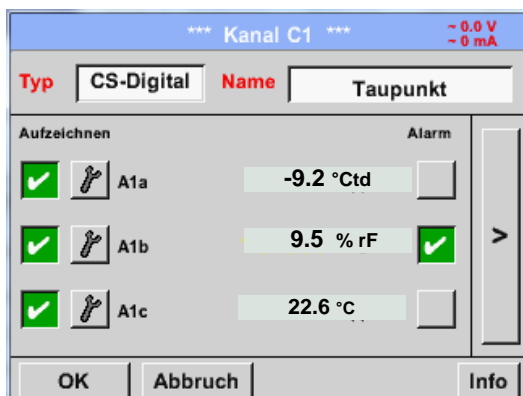 *** Kanal C1 *** ~ 0.0 V
~ 0 mA
Typ CS-Digital Name Taupunkt
Aufzeichnen Alarm
A1a -9.2 °Ctd
A1b 9.5 % rF
>
A1c 22.6 °C
OK Abbruch Info